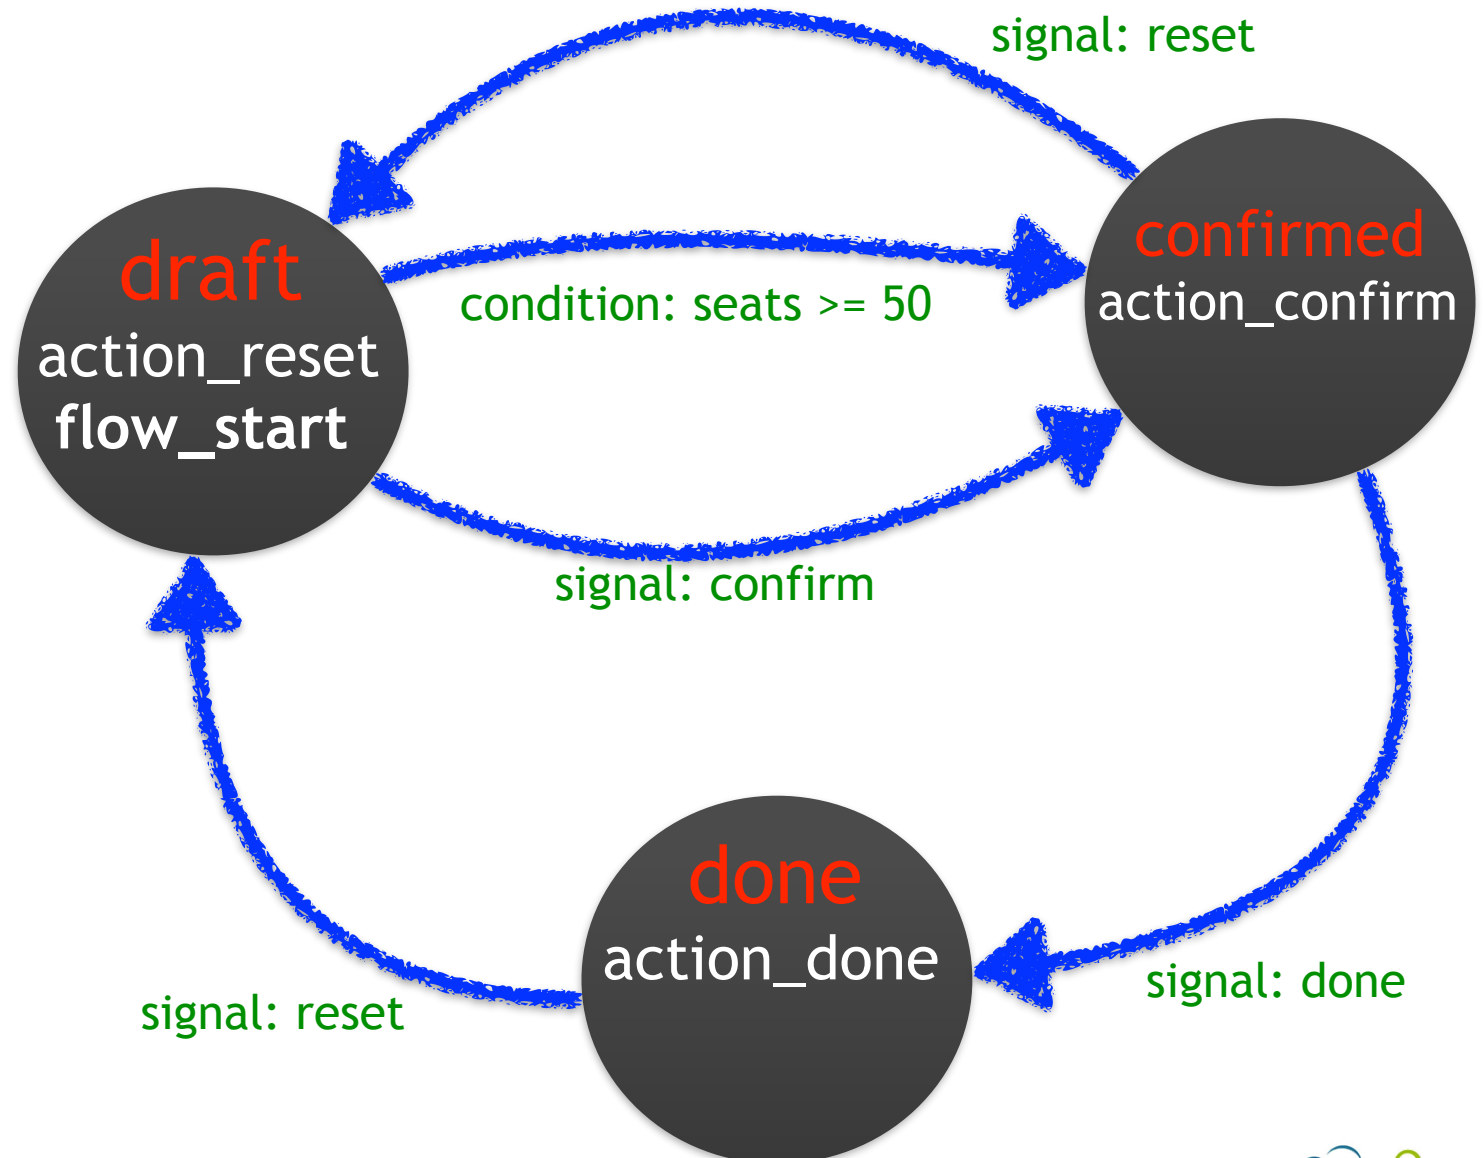 signal: reset
draft
action_reset
flow_start
condition: seats >= 50
confirmed
action_confirm
signal: confirm
done
action_done
signal: done
signal: reset